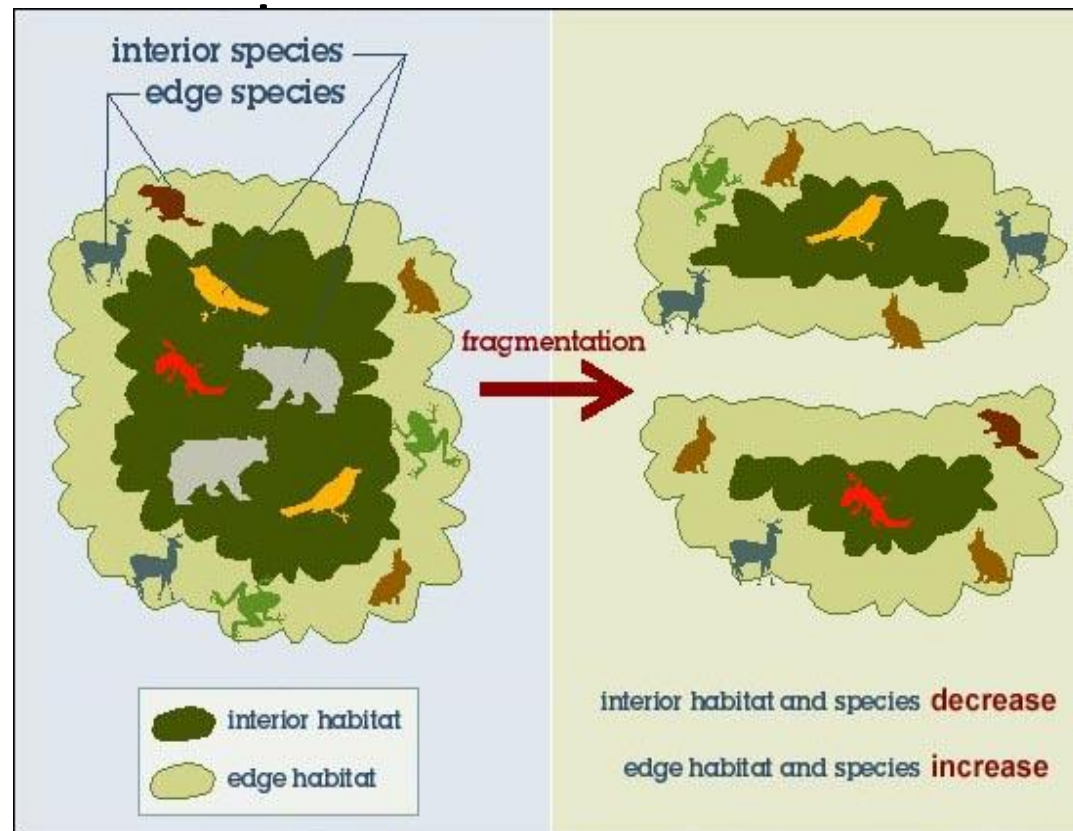 interior species
edge species
fragmentation
interior habitat
edge habitat
interior habitat and species decrease
edge habitat and species increase